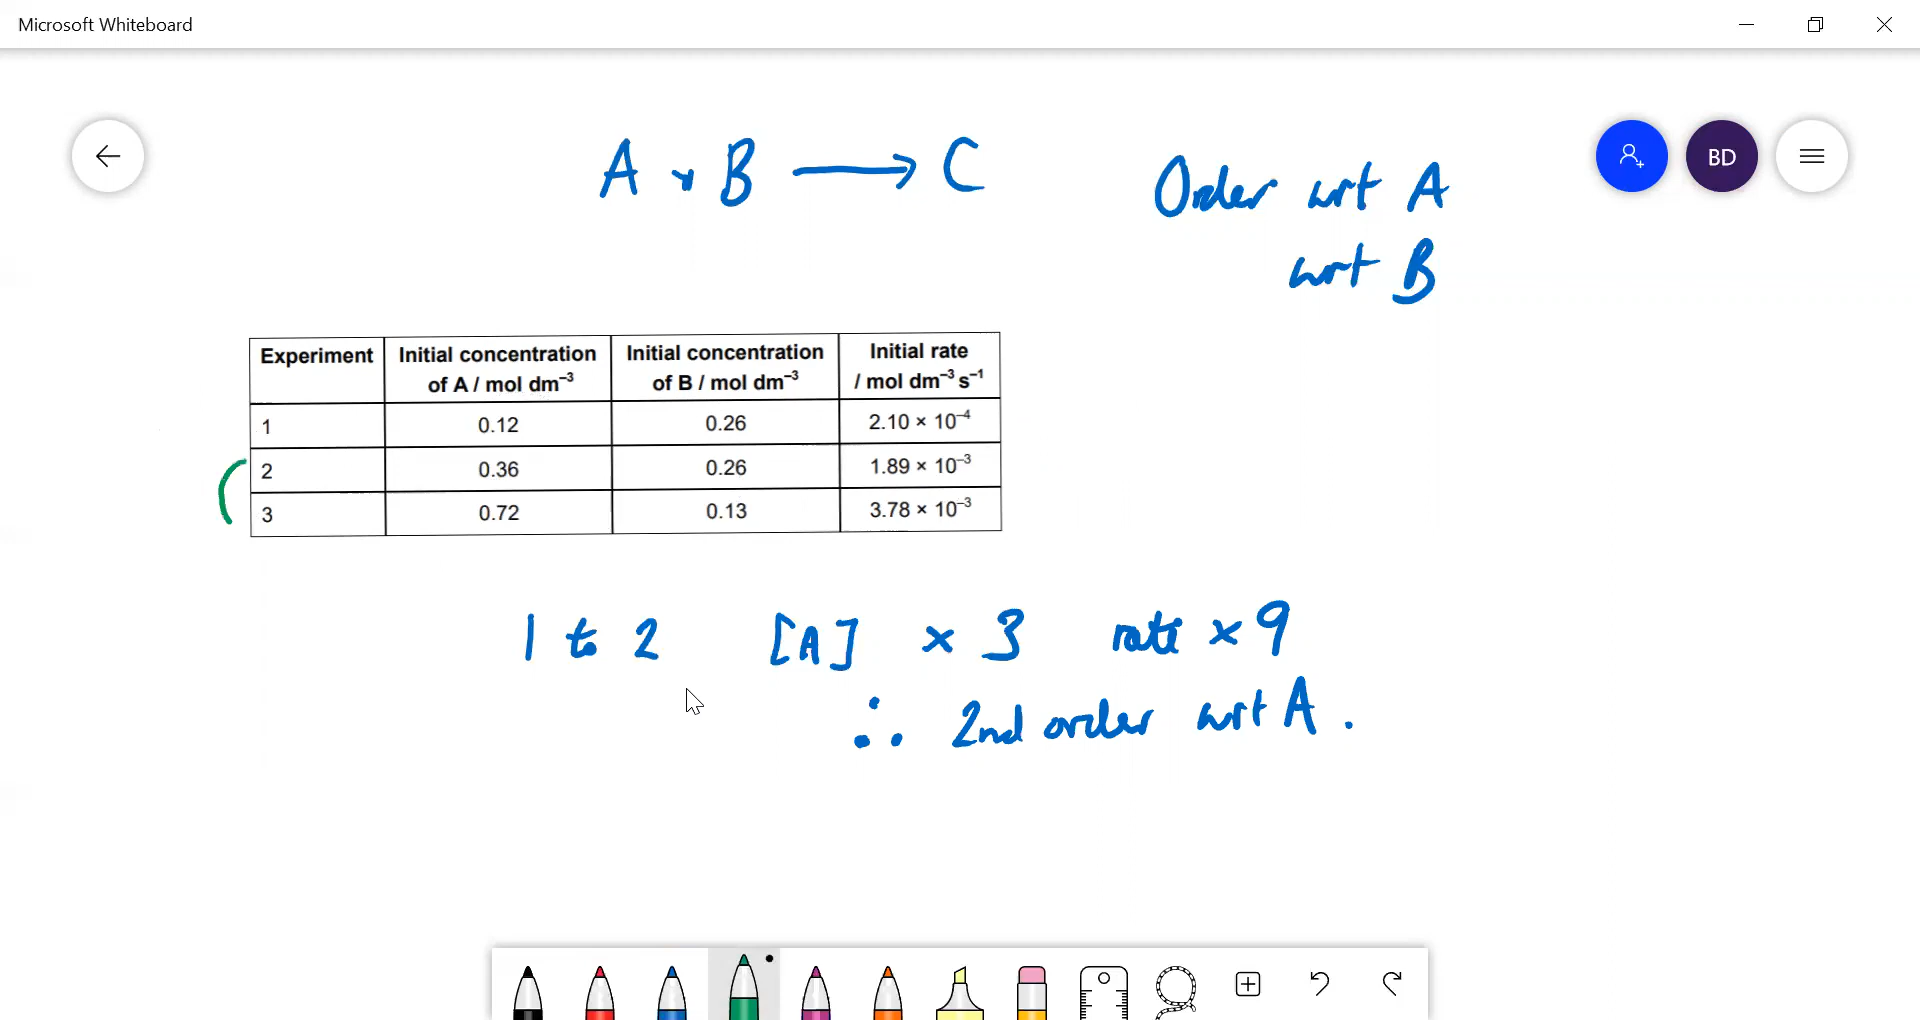 Microsoft Whiteboard
A + B → C
Order wrt A
wrt B
BD
Experiment | Initial concentration of A / mol dm⁻³ | Initial concentration of B / mol dm⁻³ | Initial rate / mol dm⁻³ s⁻¹
1 | 0.12 | 0.26 | 2.10 × 10⁻⁴
2 | 0.36 | 0.26 | 1.89 × 10⁻³
3 | 0.72 | 0.13 | 3.78 × 10⁻³
1 to 2 [A] × 3 rate × 9
∴ 2nd order wrt A.